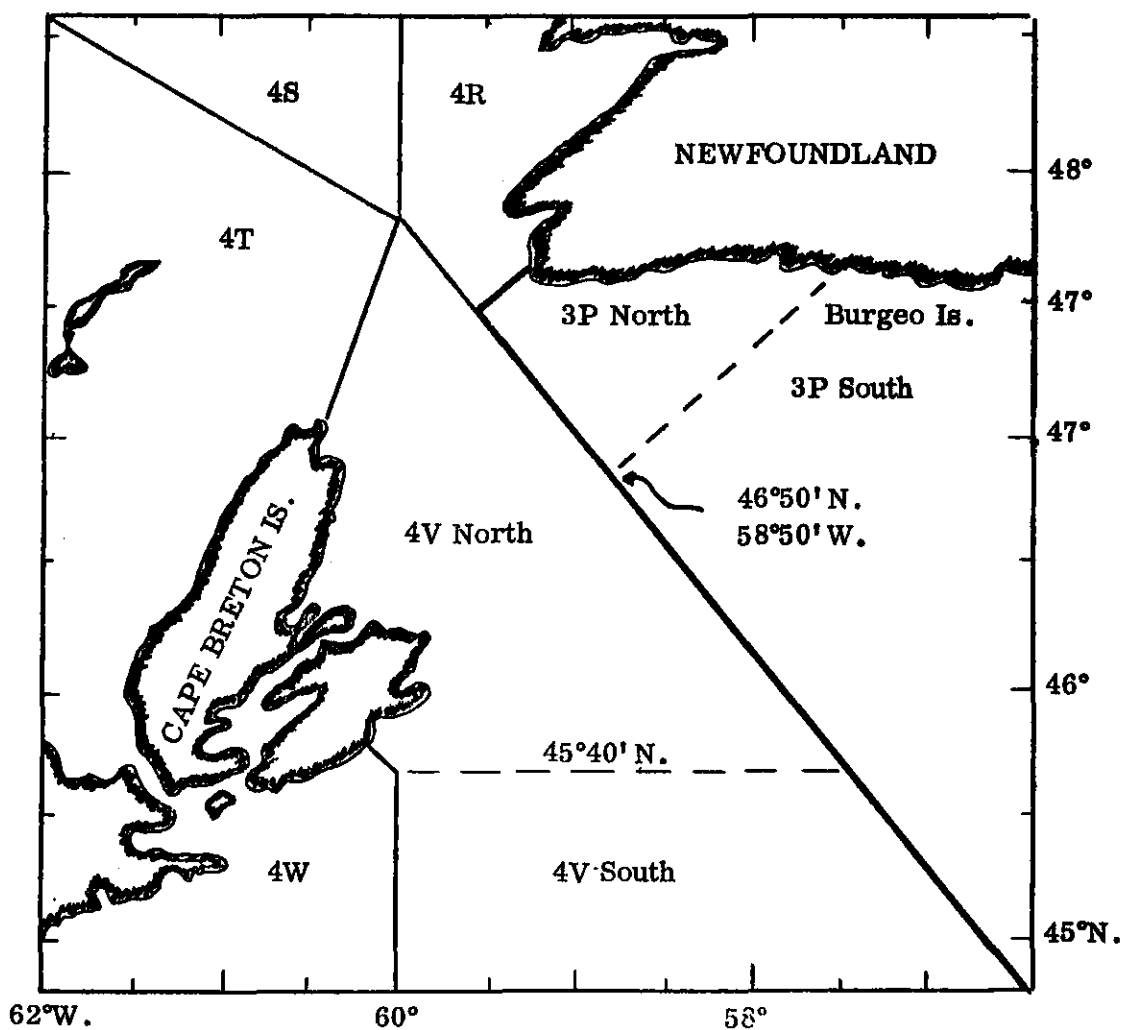 4S
4R
NEWFOUNDLAND
48°
4T
3P North
Burgeo Is.
47°
3P South
47°
46°50'N.
58°50'W.
4V North
CAPE BRETON IS.
46°
45°40'N.
4W
4V South
45°N.
62°W.
60°
58°